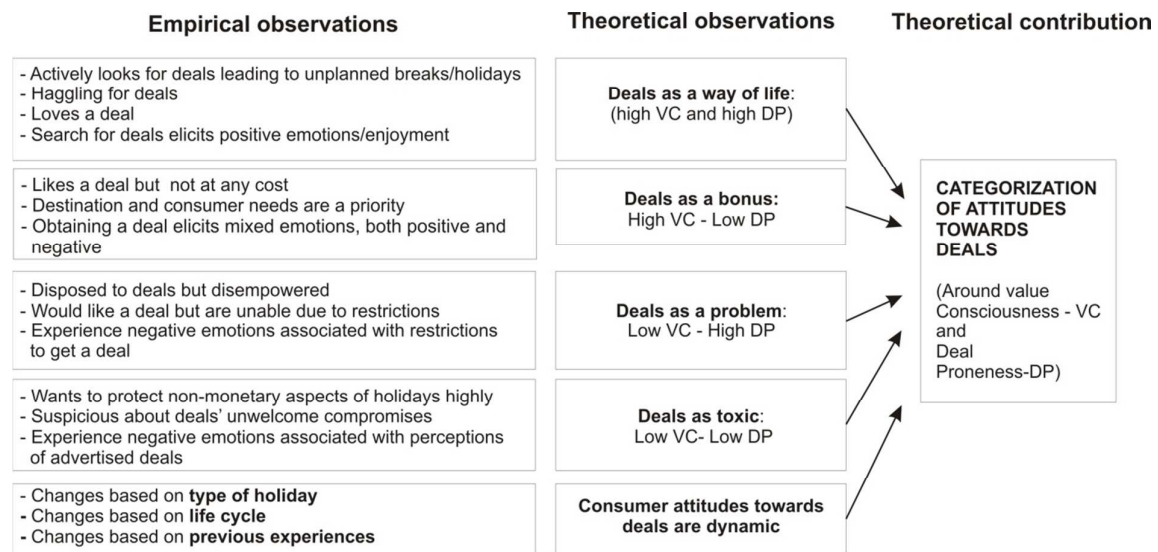 Empirical observations
Theoretical observations
Theoretical contribution
- Actively looks for deals leading to unplanned breaks/holidays
- Haggling for deals
- Loves a deal
- Search for deals elicits positive emotions/enjoyment
Deals as a way of life:
(high VC and high DP)
- Likes a deal but not at any cost
- Destination and consumer needs are a priority
- Obtaining a deal elicits mixed emotions, both positive and
negative
Deals as a bonus:
High VC - Low DP
- Disposed to deals but disempowered
- Would like a deal but are unable due to restrictions
- Experience negative emotions associated with restrictions
to get a deal
Deals as a problem:
Low VC - High DP
- Wants to protect non-monetary aspects of holidays highly
- Suspicious about deals' unwelcome compromises
- Experience negative emotions associated with perceptions
of advertised deals
Deals as toxic:
Low VC- Low DP
- Changes based on type of holiday
- Changes based on life cycle
- Changes based on previous experiences
Consumer attitudes towards
deals are dynamic
CATEGORIZATION
OF ATTITUDES
TOWARDS
DEALS
(Around value
Consciousness - VC
and
Deal
Proneness-DP)